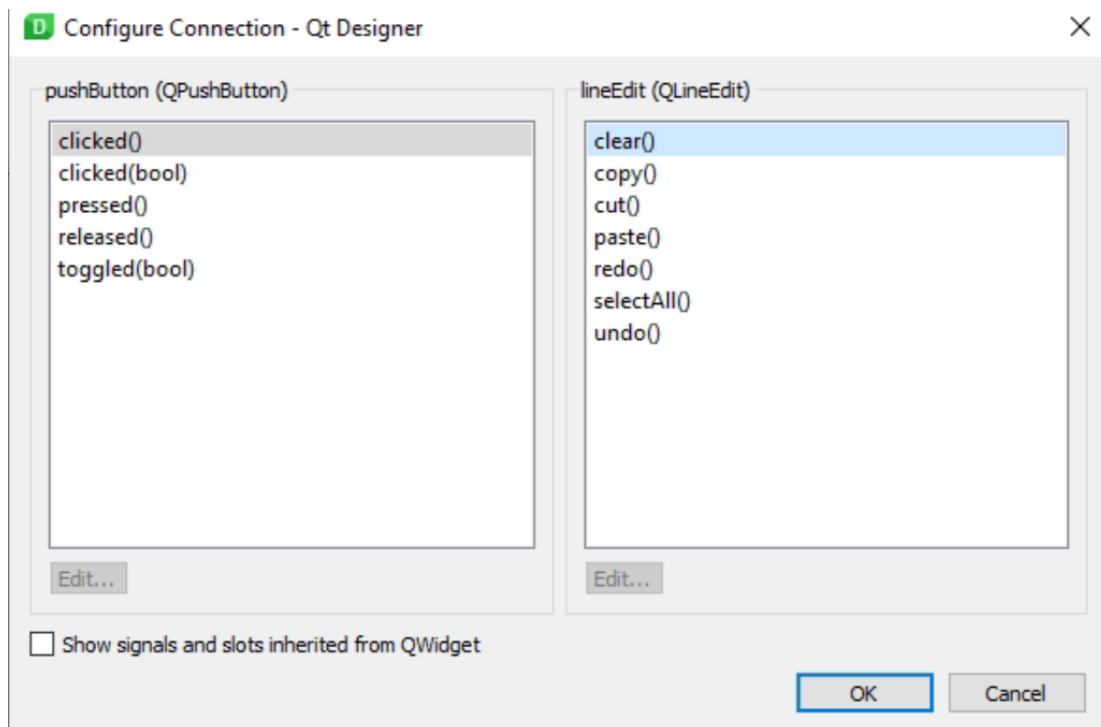 D Configure Connection - Qt Designer
pushButton (QPushButton)
clicked()
clicked(bool)
pressed()
released()
toggled(bool)
Edit...
lineEdit (QLineEdit)
clear()
copy()
cut()
paste()
redo()
selectAll()
undo()
Edit...
Show signals and slots inherited from QWidget
OK
Cancel